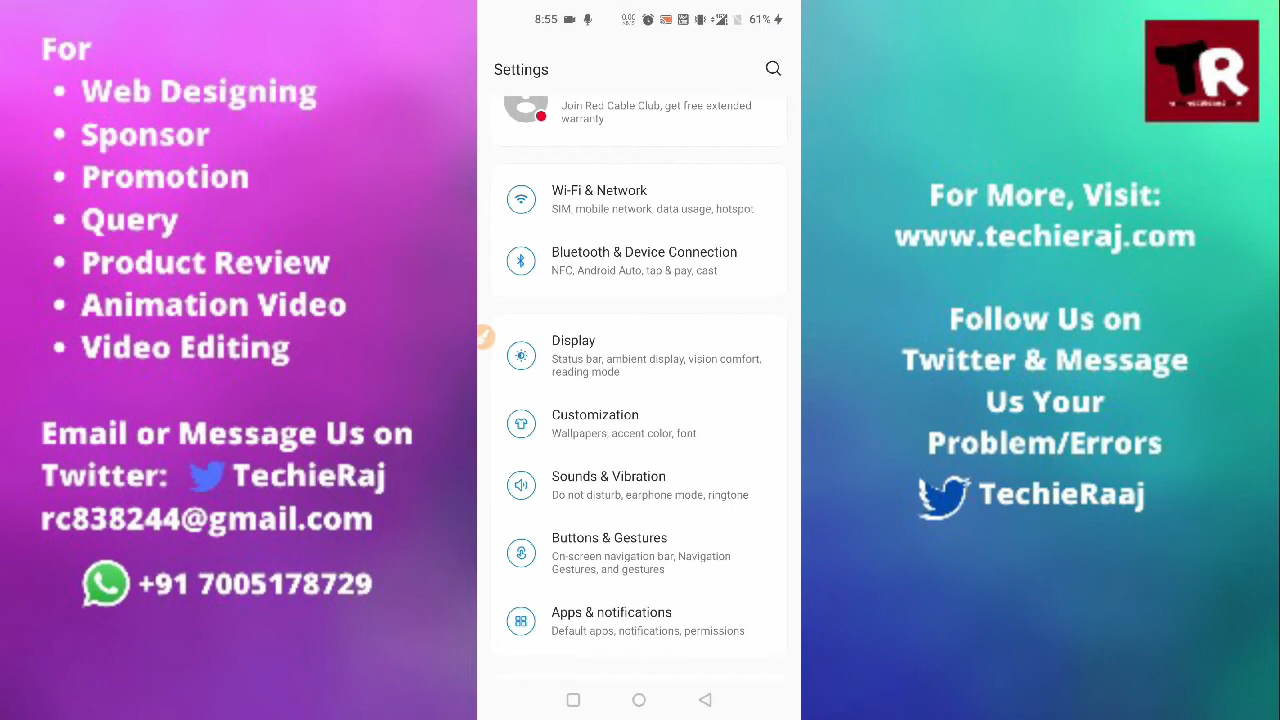 For
• Web Designing
• Sponsor
• Promotion
• Query
• Product Review
• Animation Video
• Video Editing
Email or Message Us on
Twitter: TechieRaj
rc838244@gmail.com
+91 7005178729
8:55
61%
Settings
Join Red Cable Club, get free extended
warranty
Wi-Fi & Network
SIM, mobile network, data usage, hotspot
Bluetooth & Device Connection
NFC, Android Auto, tap & pay, cast
Display
Status bar, ambient display, vision comfort,
reading mode
Customization
Wallpapers, accent color, font
Sounds & Vibration
Do not disturb, earphone mode, ringtone
Buttons & Gestures
On-screen navigation bar, Navigation
Gestures, and gestures
Apps & notifications
Default apps, notifications, permissions
TR
For More, Visit:
www.techieraj.com
Follow Us on
Twitter & Message
Us Your
Problem/Errors
TechieRaaj